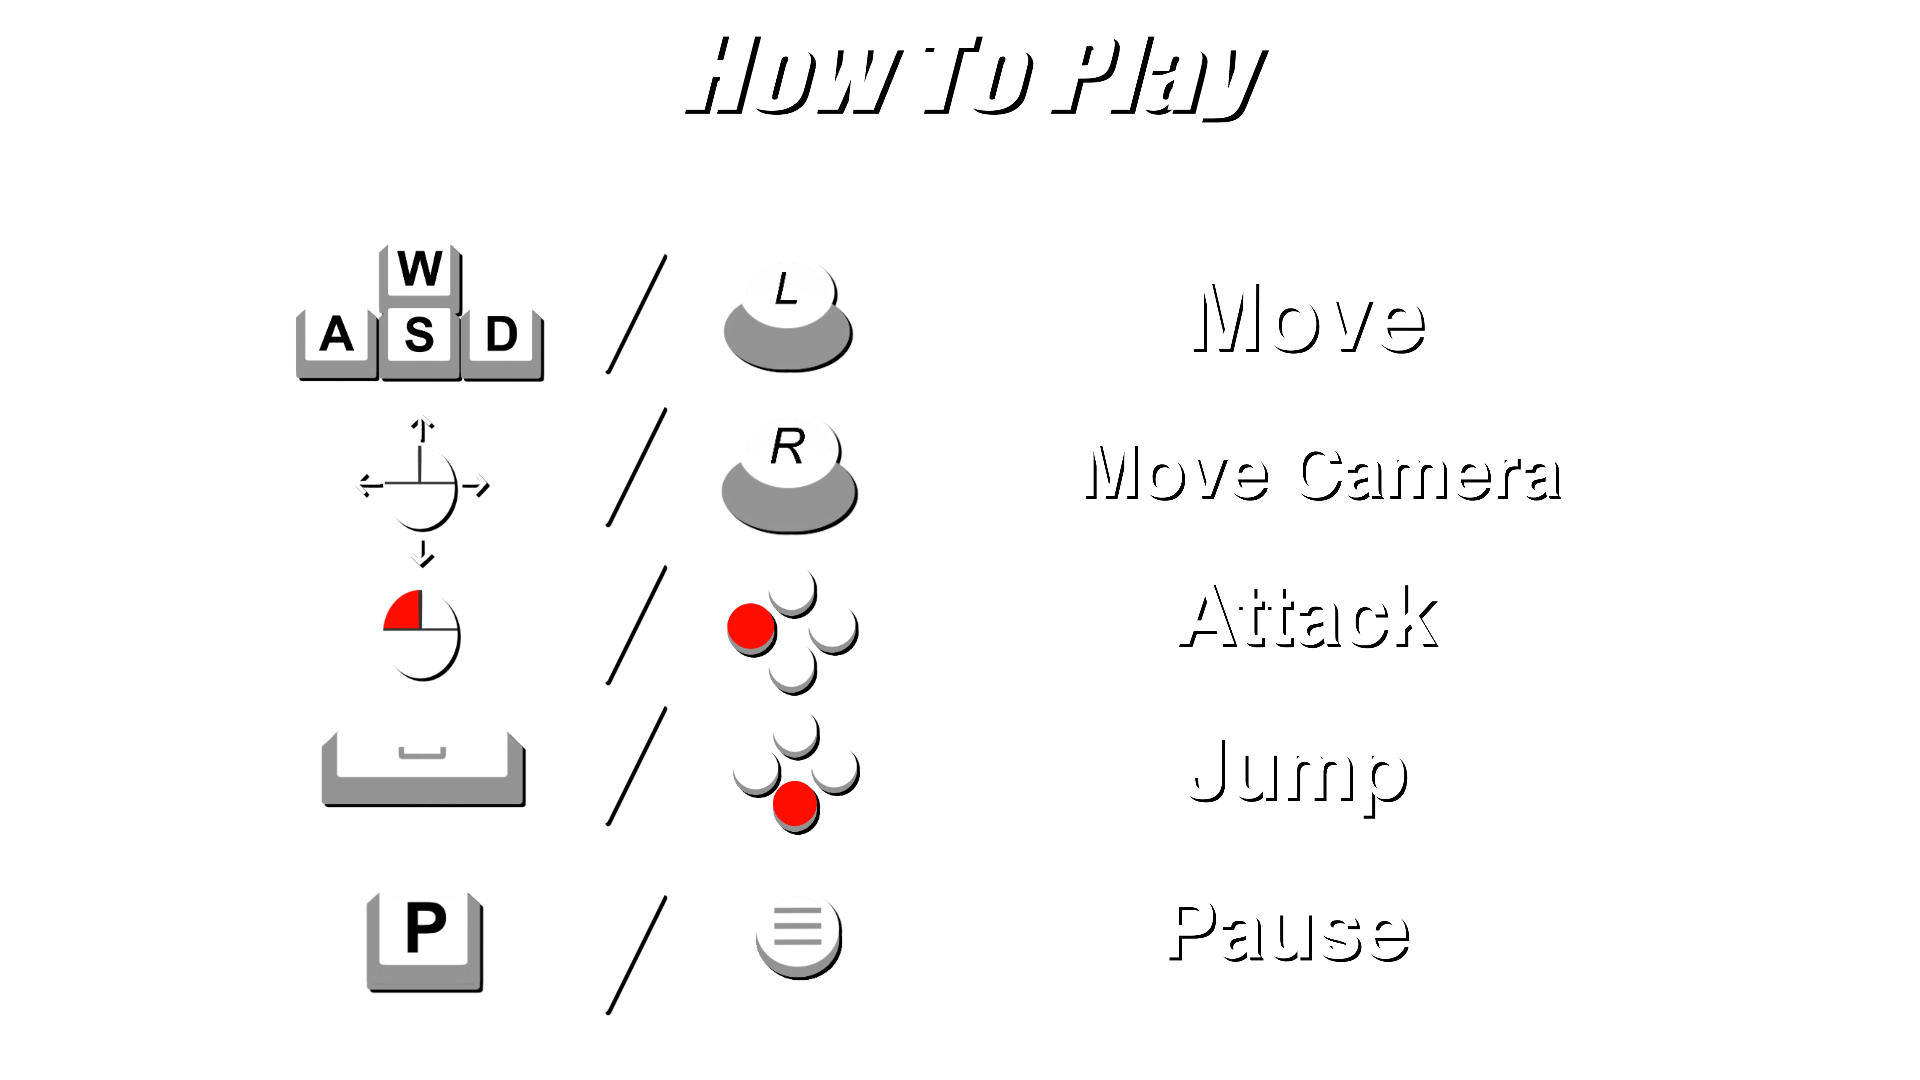 How To Play
W
A S D / L Move
/ R Move Camera
/ Attack
/ Jump
P / Pause